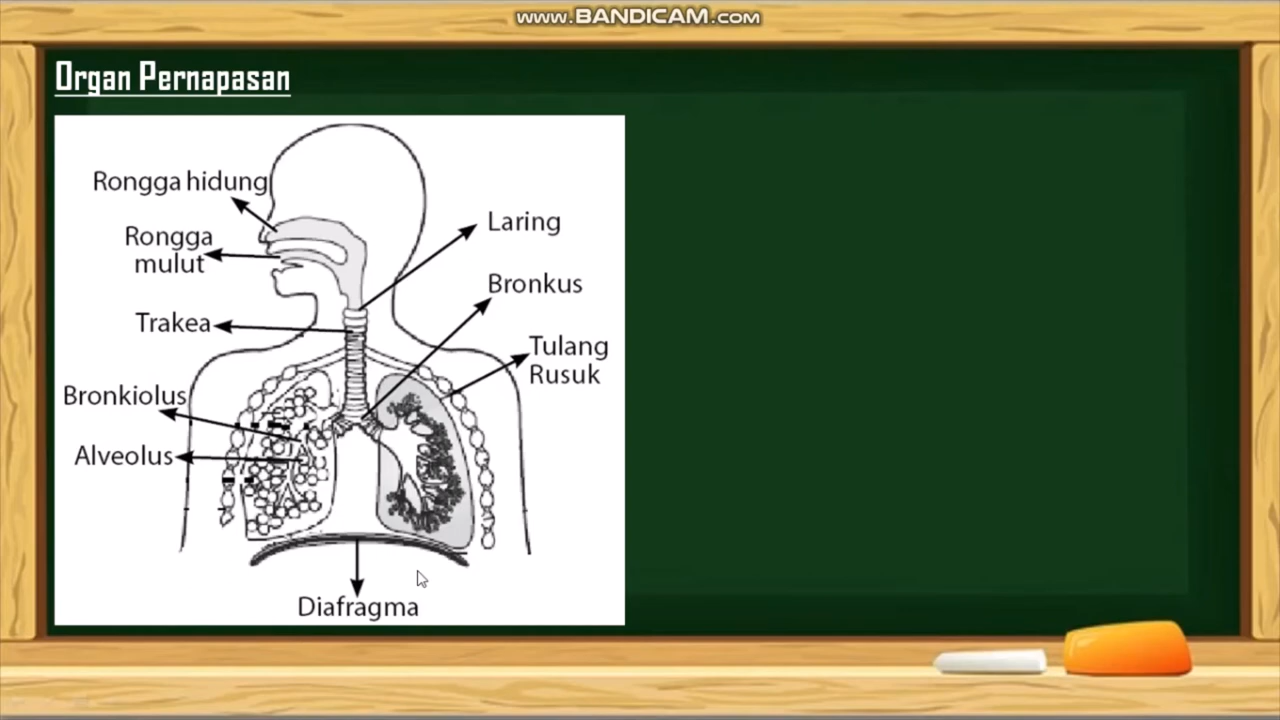 www.BANDICAM.com
Organ Pernapasan
Rongga hidung
Rongga
mulut
Trakea
Bronkiolus
Alveolus
Laring
Bronkus
Tulang
Rusuk
Diafragma